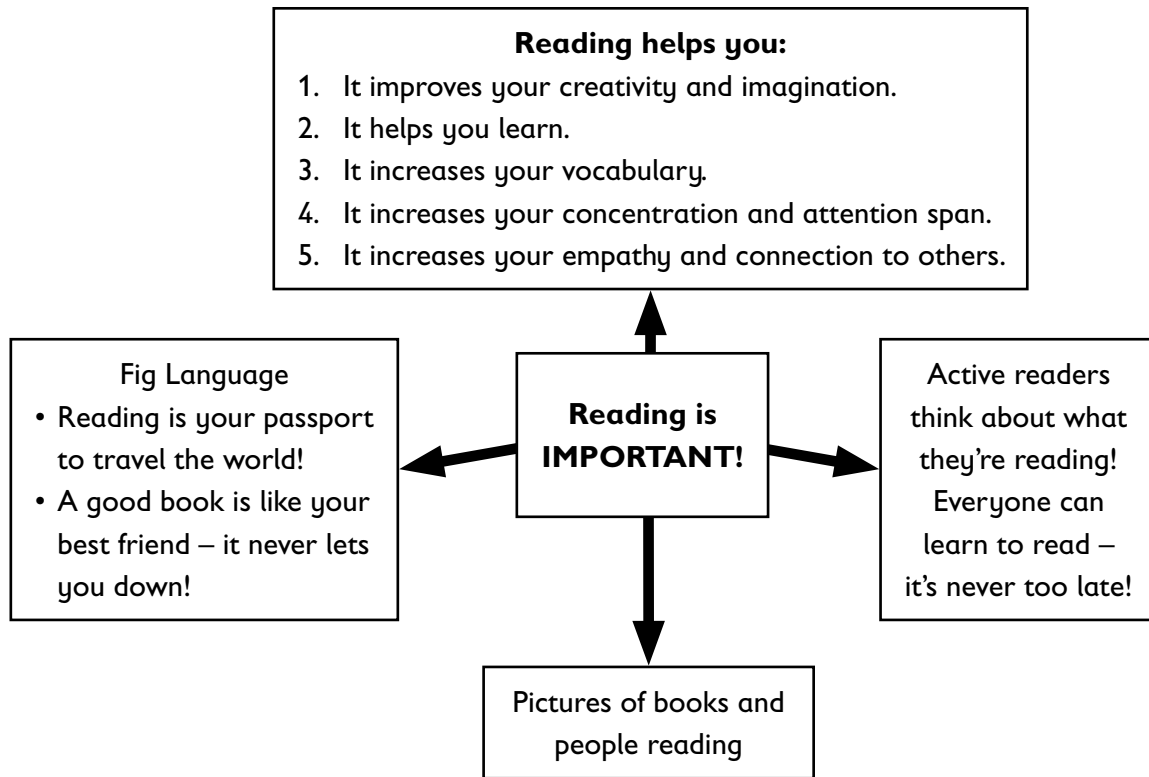 Reading helps you:
1. It improves your creativity and imagination.
2. It helps you learn.
3. It increases your vocabulary.
4. It increases your concentration and attention span.
5. It increases your empathy and connection to others.
Fig Language
• Reading is your passport
to travel the world!
• A good book is like your
best friend – it never lets
you down!
Reading is
IMPORTANT!
Active readers
think about what
they're reading!
Everyone can
learn to read –
it's never too late!
Pictures of books and
people reading